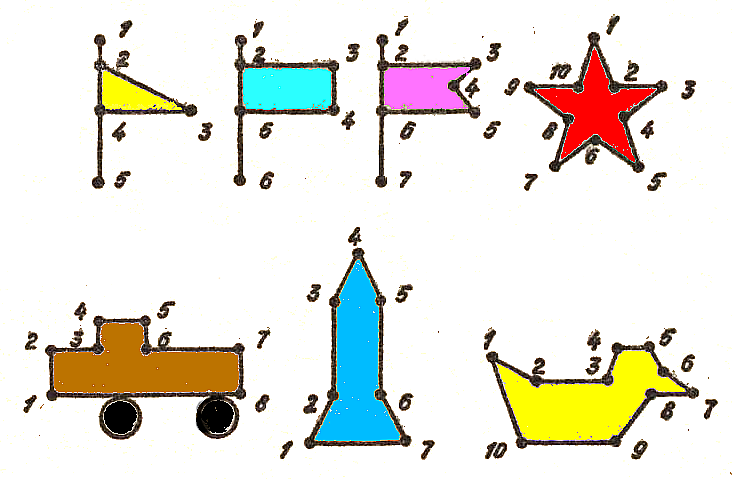 1 1 1 1
2 2 3 2 3
10 2
9 4 3
4 3 6 4 6 5 8 4
6
5 6 7 7 5
4
3 5
4 5
2 3 6 7 1 4 5
2 3 6
1 8 2 6 8 7
1 7 10 9